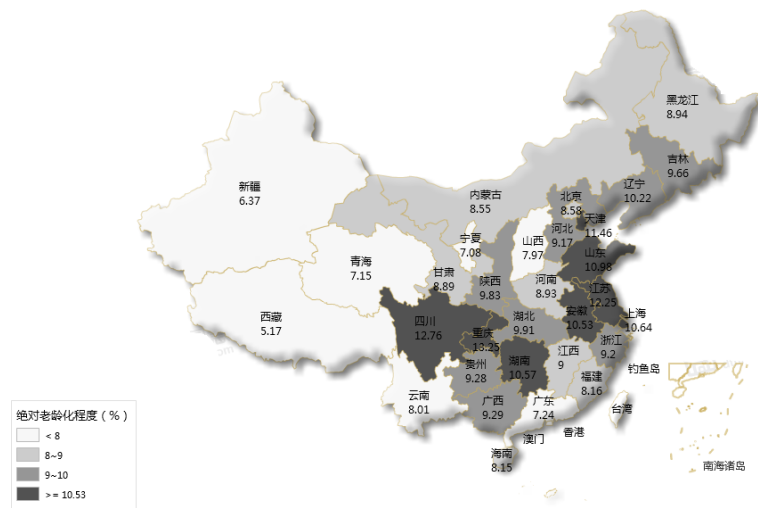 黑龙江
8.94
吉林
9.66
新疆
6.37
内蒙古
8.55
辽宁
10.22
北京
8.58
天津
11.46
宁夏
7.08
山西
7.97
河北
9.17
青海
7.15
山东
10.98
甘肃
8.89
陕西
9.83
河南
8.93
江苏
12.25
西藏
5.17
四川
12.76
重庆
13.25
湖北
9.91
安徽
10.53
上海
10.64
浙江
9.2
贵州
9.28
湖南
10.57
江西
9
钓鱼岛
福建
8.16
云南
8.01
广西
9.29
广东
7.24
台湾
澳门
香港
海南
8.15
南海诸岛
绝对老龄化程度(%)
< 8
8~9
9~10
>= 10.53